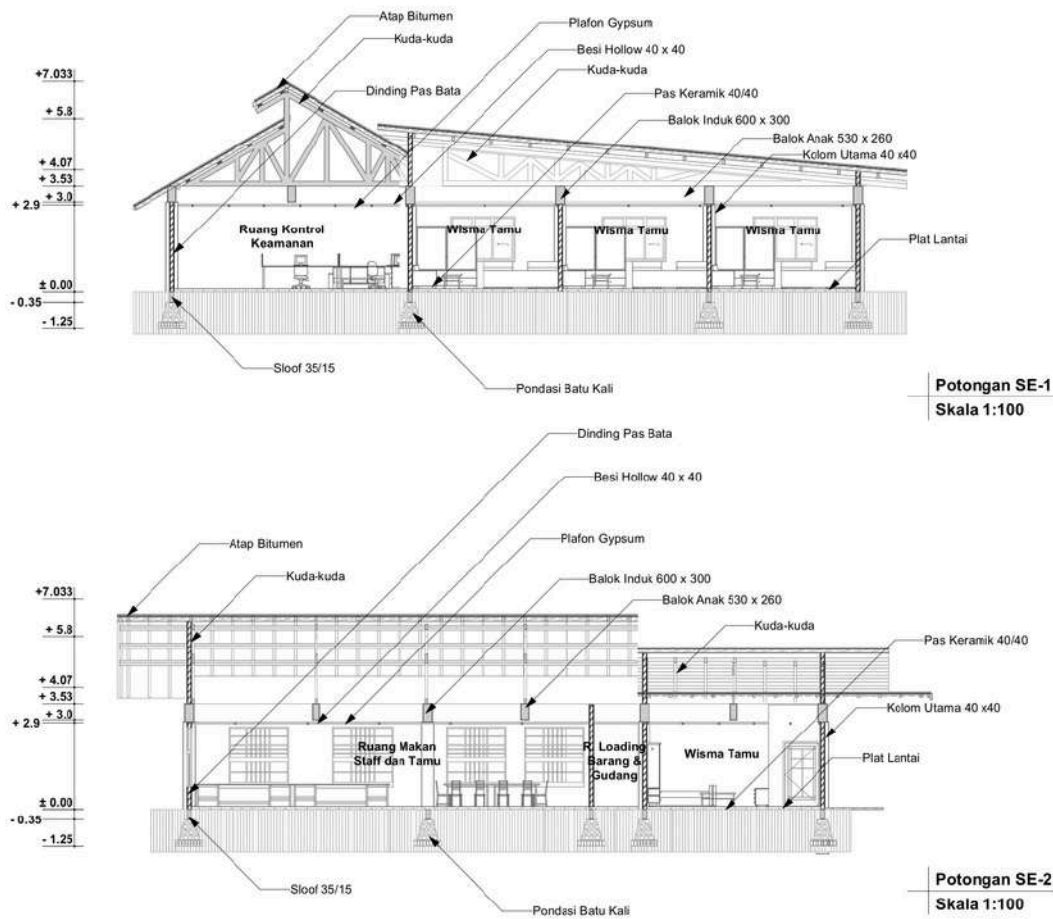 Atap Bitumen
Plafon Gypsum
Kuda-kuda
Besi Hollow 40 x 40
Kuda-kuda
+7.033
Dinding Pas Bata
Pas Keramik 40/40
+ 5.8
Balok Induk 600 x 300
Balok Anak 530 x 260
Kolom Utama 40 x40
+ 4.07
+ 3.53
+ 3.0
+ 2.9
Ruang Kontrol
Keamanan
Wisma Tamu
Wisma Tamu
Wisma Tamu
Plat Lantai
± 0.00
- 0.35
- 1.25
Sloof 35/15
Pondasi Batu Kali
Potongan SE-1
Skala 1:100
Dinding Pas Bata
Besi Hollow 40 x 40
Atap Bitumen
Plafon Gypsum
Kuda-kuda
Balok Induk 600 x 300
+7.033
Balok Anak 530 x 260
Kuda-kuda
Pas Keramik 40/40
+ 5.8
+ 4.07
+ 3.53
+ 3.0
+ 2.9
Kolom Utama 40 x40
Ruang Makan
Staff dan Tamu
R. Loading
Barang &
Gudang
Wisma Tamu
Plat Lantai
± 0.00
- 0.35
- 1.25
Sloof 35/15
Pondasi Batu Kali
Potongan SE-2
Skala 1:100